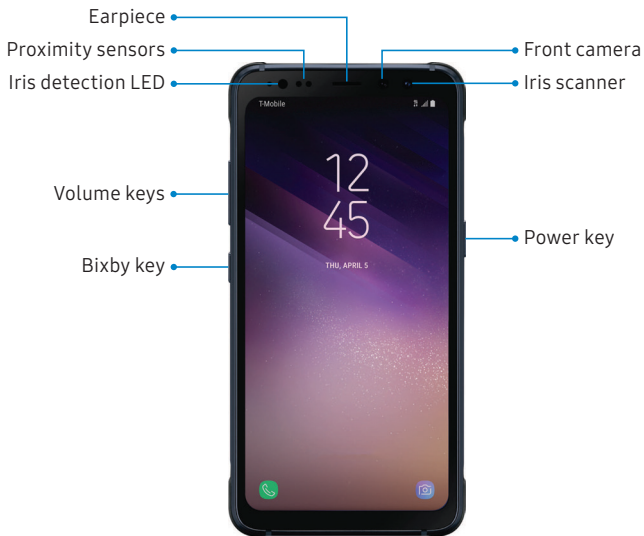 Earpiece
Proximity sensors
Front camera
Iris detection LED
Iris scanner
T-Mobile
12
45
Volume keys
Power key
Bixby key
THU, APRIL 5